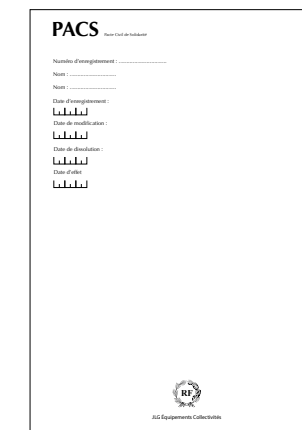 PACS Pacte Civil de Solidarité
Numéro d'enregistrement : ................................
Nom : ................................
Nom : ................................
Date d'enregistrement :
Date de modification :
Date de dissolution :
Date d'effet
RF
JLG Équipements Collectivités